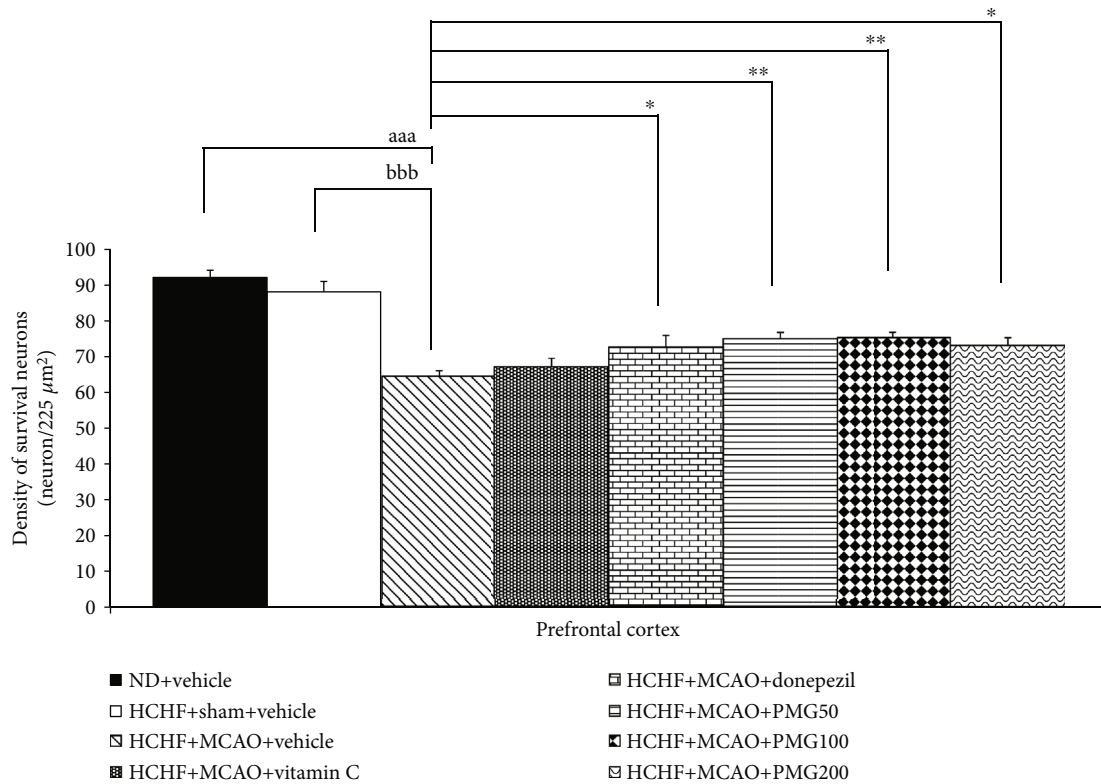 *
**
**
*
aaa
bbb
100
90
80
70
60
50
40
30
20
10
0
Density of survival neurons
(neuron/225 μm²)
Prefrontal cortex
ND+vehicle
HCHF+sham+vehicle
HCHF+MCAO+vehicle
HCHF+MCAO+vitamin C
HCHF+MCAO+donepezil
HCHF+MCAO+PMG50
HCHF+MCAO+PMG100
HCHF+MCAO+PMG200